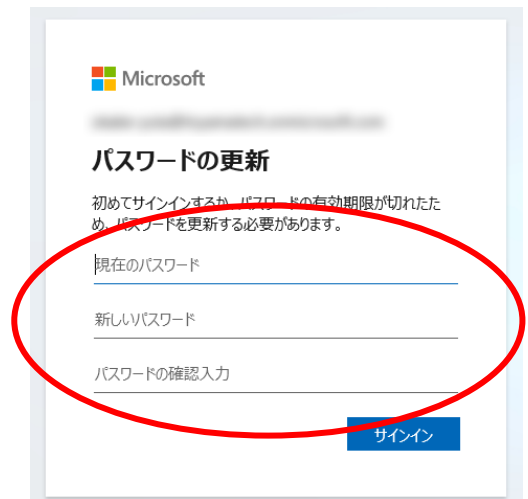 Microsoft
パスワードの更新
初めてサインインするか、パスワードの有効期限が切れたた
め、パスワードを更新する必要があります。
現在のパスワード
新しいパスワード
パスワードの確認入力
サインイン